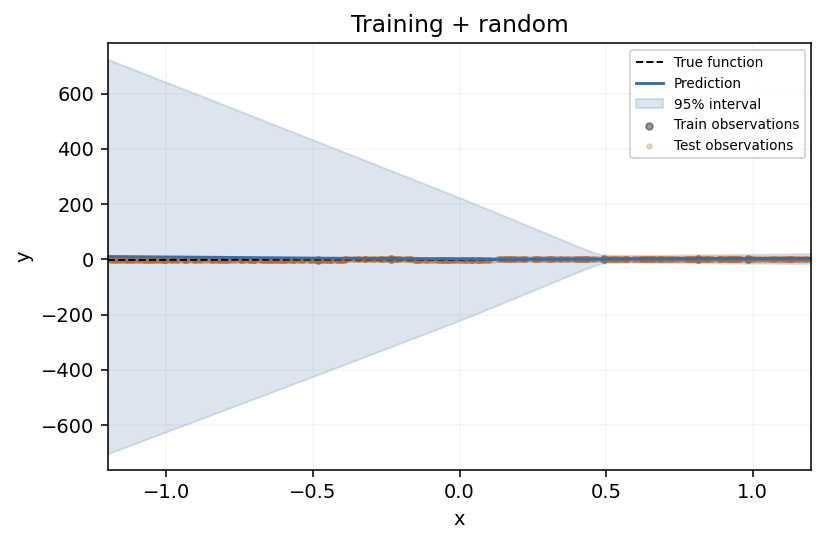 Training + random
True function
Prediction
95% interval
Train observations
Test observations
600
400
200
0
−200
−400
−600
y
−1.0
−0.5
0.0
0.5
1.0
x